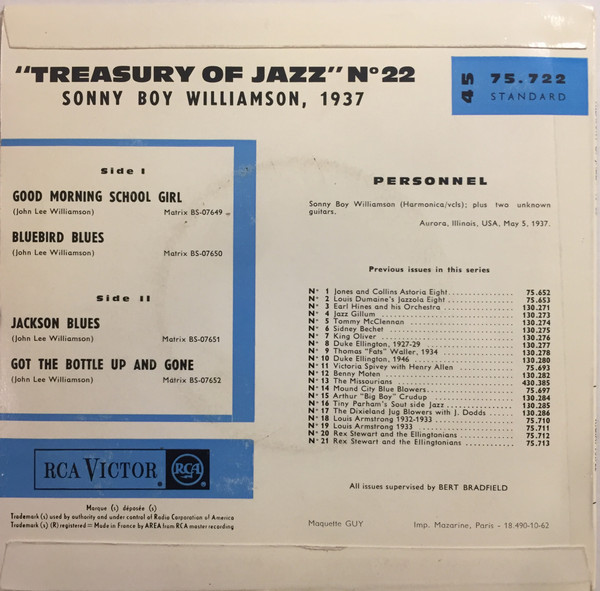 "TREASURY OF JAZZ" N° 22
SONNY BOY WILLIAMSON, 1937
45 75.722
STANDARD
Side I
GOOD MORNING SCHOOL GIRL
(John Lee Williamson) Matrix BS-07649
BLUEBIRD BLUES
(John Lee Williamson) Matrix BS-07650
Side II
JACKSON BLUES
(John Lee Williamson) Matrix BS-07651
GOT THE BOTTLE UP AND GONE
(John Lee Williamson) Matrix BS-07652
PERSONNEL
Sonny Boy Williamson (Harmonica/vcls); plus two unknown
guitars.
Aurora, Illinois, USA, May 5, 1937.
Previous issues in this series
N° 1 Jones and Collins Astoria Eight 75.652
N° 2 Louis Dumaine's Jazzola Eight 75.653
N° 3 Earl Hines and his Orchestra 130.271
N° 4 Jazz Gillum 130.273
N° 5 Tommy McClennan 130.274
N° 6 Sidney Bechet 130.275
N° 7 King Oliver 130.276
N° 8 Duke Ellington, 1927-29 130.277
N° 9 Thomas "Fats" Waller, 1934 130.278
N° 10 Duke Ellington, 1946 130.280
N° 11 Victoria Spivey with Henry Allen 75.693
N° 12 Benny Moten 130.282
N° 13 The Missourians 430.385
N° 14 Mound City Blue Blowers 75.697
N° 15 Arthur "Big Boy" Crudup 130.284
N° 16 Tiny Parham's Sout side Jazz 130.285
N° 17 The Dixieland Jug Blowers with J. Dodds 130.286
N° 18 Louis Armstrong 1932-1933 75.710
N° 19 Louis Armstrong 1933 75.711
N° 20 Rex Stewart and the Ellingtonians 75.712
N° 21 Rex Stewart and the Ellingtonians 75.713
All issues supervised by BERT BRADFIELD
RCA VICTOR RCA
Marque (s) déposée (s)
Trademark (s) used by authority and under control of Radio Corporation of America
Trademark (s) (R) registered = Made in France by AREA from RCA master recording
Maquette GUY Imp. Mazarine, Paris - 18.490-10-62